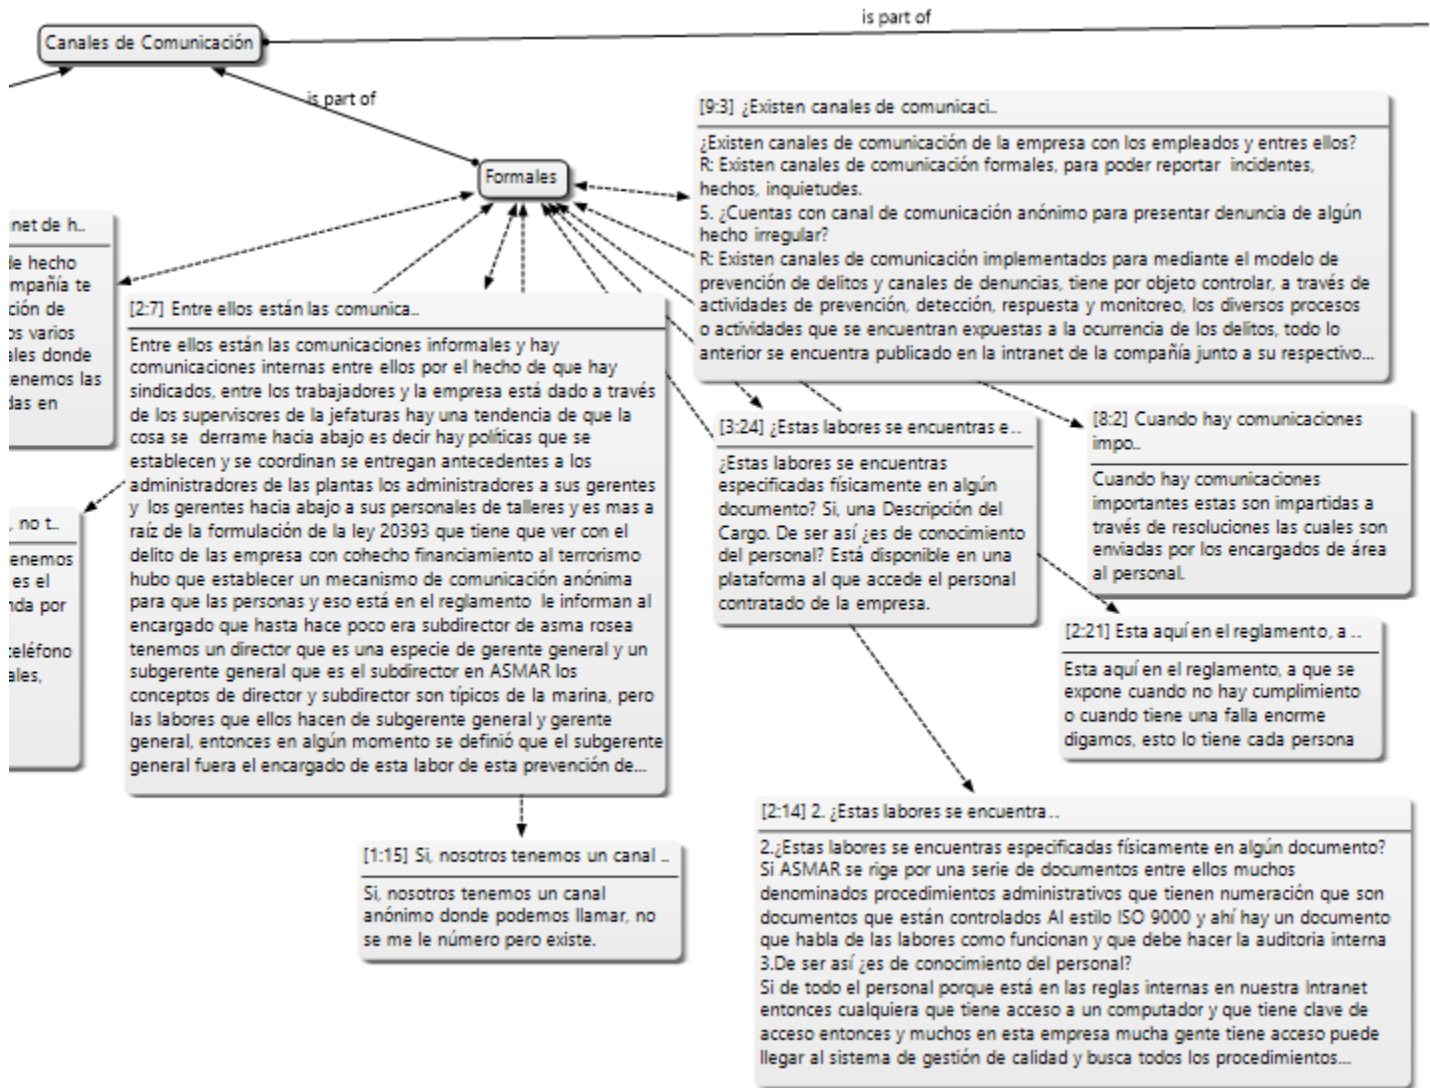 is part of
Canales de Comunicación
is part of
Formales
[9:3] ¿Existen canales de comunicaci..
¿Existen canales de comunicación de la empresa con los empleados y entres ellos?
R: Existen canales de comunicación formales, para poder reportar incidentes,
hechos, inquietudes.
5. ¿Cuentas con canal de comunicación anónimo para presentar denuncia de algún
hecho irregular?
R: Existen canales de comunicación implementados para mediante el modelo de
prevención de delitos y canales de denuncias, tiene por objeto controlar, a través de
actividades de prevención, detección, respuesta y monitoreo, los diversos procesos
o actividades que se encuentran expuestas a la ocurrencia de los delitos, todo lo
anterior se encuentra publicado en la intranet de la compañía junto a su respectivo...
net de h..
de hecho
mpañía te
ción de
os varios
ales donde
tenemos las
das en
[2:7] Entre ellos están las comunica..
Entre ellos están las comunicaciones informales y hay
comunicaciones internas entre ellos por el hecho de que hay
sindicados, entre los trabajadores y la empresa está dado a través
de los supervisores de la jefaturas hay una tendencia de que la
cosa se derrame hacia abajo es decir hay políticas que se
establecen y se coordinan se entregan antecedentes a los
administradores de las plantas los administradores a sus gerentes
y los gerentes hacia abajo a sus personales de talleres y es mas a
raíz de la formulación de la ley 20393 que tiene que ver con el
delito de las empresa con cohecho financiamiento al terrorismo
hubo que establecer un mecanismo de comunicación anónima
para que las personas y eso está en el reglamento le informan al
encargado que hasta hace poco era subdirector de asma rosea
tenemos un director que es una especie de gerente general y un
subgerente general que es el subdirector en ASMAR los
conceptos de director y subdirector son típicos de la marina, pero
las labores que ellos hacen de subgerente general y gerente
general, entonces en algún momento se definió que el subgerente
general fuera el encargado de esta labor de esta prevención de...
[3:24] ¿Estas labores se encuentras e..
¿Estas labores se encuentras
especificadas físicamente en algún
documento? Si, una Descripción del
Cargo. De ser así ¿es de conocimiento
del personal? Está disponible en una
plataforma al que accede el personal
contratado de la empresa.
[8:2] Cuando hay comunicaciones
impo..
Cuando hay comunicaciones
importantes estas son impartidas a
través de resoluciones las cuales son
enviadas por los encargados de área
al personal.
, no t..
enemos
es el
nda por
teléfono
ales,
[2:21] Esta aquí en el reglamento, a ..
Esta aquí en el reglamento, a que se
expone cuando no hay cumplimiento
o cuando tiene una falla enorme
digamos, esto lo tiene cada persona
[1:15] Si, nosotros tenemos un canal ..
Si, nosotros tenemos un canal
anónimo donde podemos llamar, no
se me le número pero existe.
[2:14] 2. ¿Estas labores se encuentra..
2.¿Estas labores se encuentras especificadas físicamente en algún documento?
Si ASMAR se rige por una serie de documentos entre ellos muchos
denominados procedimientos administrativos que tienen numeración que son
documentos que están controlados Al estilo ISO 9000 y ahí hay un documento
que habla de las labores como funcionan y que debe hacer la auditoria interna
3.De ser así ¿es de conocimiento del personal?
Si de todo el personal porque está en las reglas internas en nuestra Intranet
entonces cualquiera que tiene acceso a un computador y que tiene clave de
acceso entonces y muchos en esta empresa mucha gente tiene acceso puede
llegar al sistema de gestión de calidad y busca todos los procedimientos...